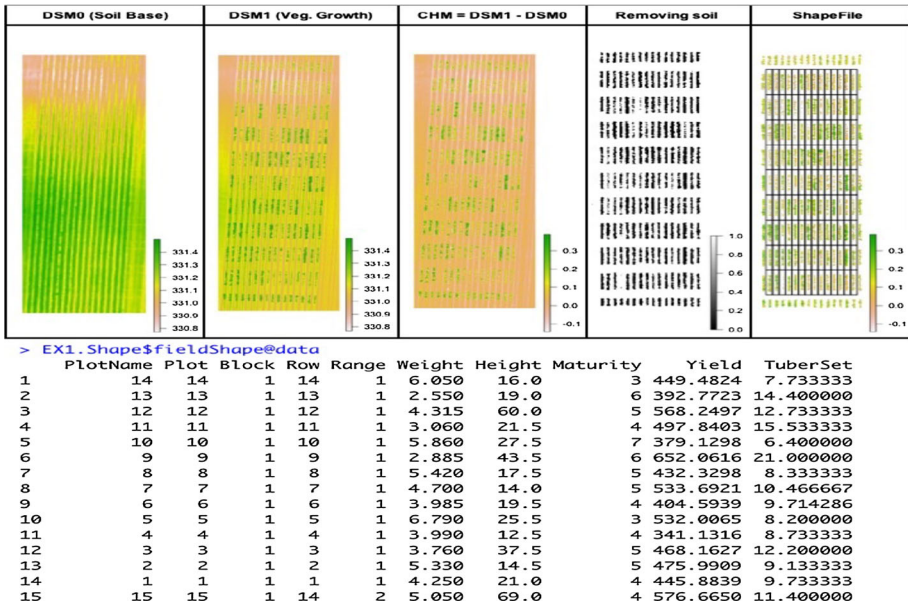 DSM0 (Soil Base)
DSM1 (Veg. Growth)
CHM = DSM1 - DSM0
Removing soil
ShapeFile
331.4
331.3
331.2
331.1
331.0
330.9
330.8
331.4
331.3
331.2
331.1
331.0
330.9
330.8
0.3
0.2
0.1
0.0
-0.1
1.0
0.8
0.6
0.4
0.2
0.0
0.3
0.2
0.1
0.0
-0.1
> EX1.Shape$fieldShape@data
PlotName Plot Block Row Range Weight Height Maturity Yield TuberSet
1 14 14 1 14 1 6.050 16.0 3 449.4824 7.733333
2 13 13 1 13 1 2.550 19.0 6 392.7723 14.400000
3 12 12 1 12 1 4.315 60.0 5 568.2497 12.733333
4 11 11 1 11 1 3.060 21.5 4 497.8403 15.533333
5 10 10 1 10 1 5.860 27.5 7 379.1298 6.400000
6 9 9 1 9 1 2.885 43.5 6 652.0616 21.000000
7 8 8 1 8 1 5.420 17.5 5 432.3298 8.333333
8 7 7 1 7 1 4.700 14.0 5 533.6921 10.466667
9 6 6 1 6 1 3.985 19.5 4 404.5939 9.714286
10 5 5 1 5 1 6.790 25.5 3 532.0065 8.200000
11 4 4 1 4 1 3.990 12.5 4 341.1316 8.733333
12 3 3 1 3 1 3.760 37.5 5 468.1627 12.200000
13 2 2 1 2 1 5.330 14.5 5 475.9909 9.133333
14 1 1 1 1 1 4.250 21.0 4 445.8839 9.733333
15 15 15 1 14 2 5.050 69.0 4 576.6650 11.400000